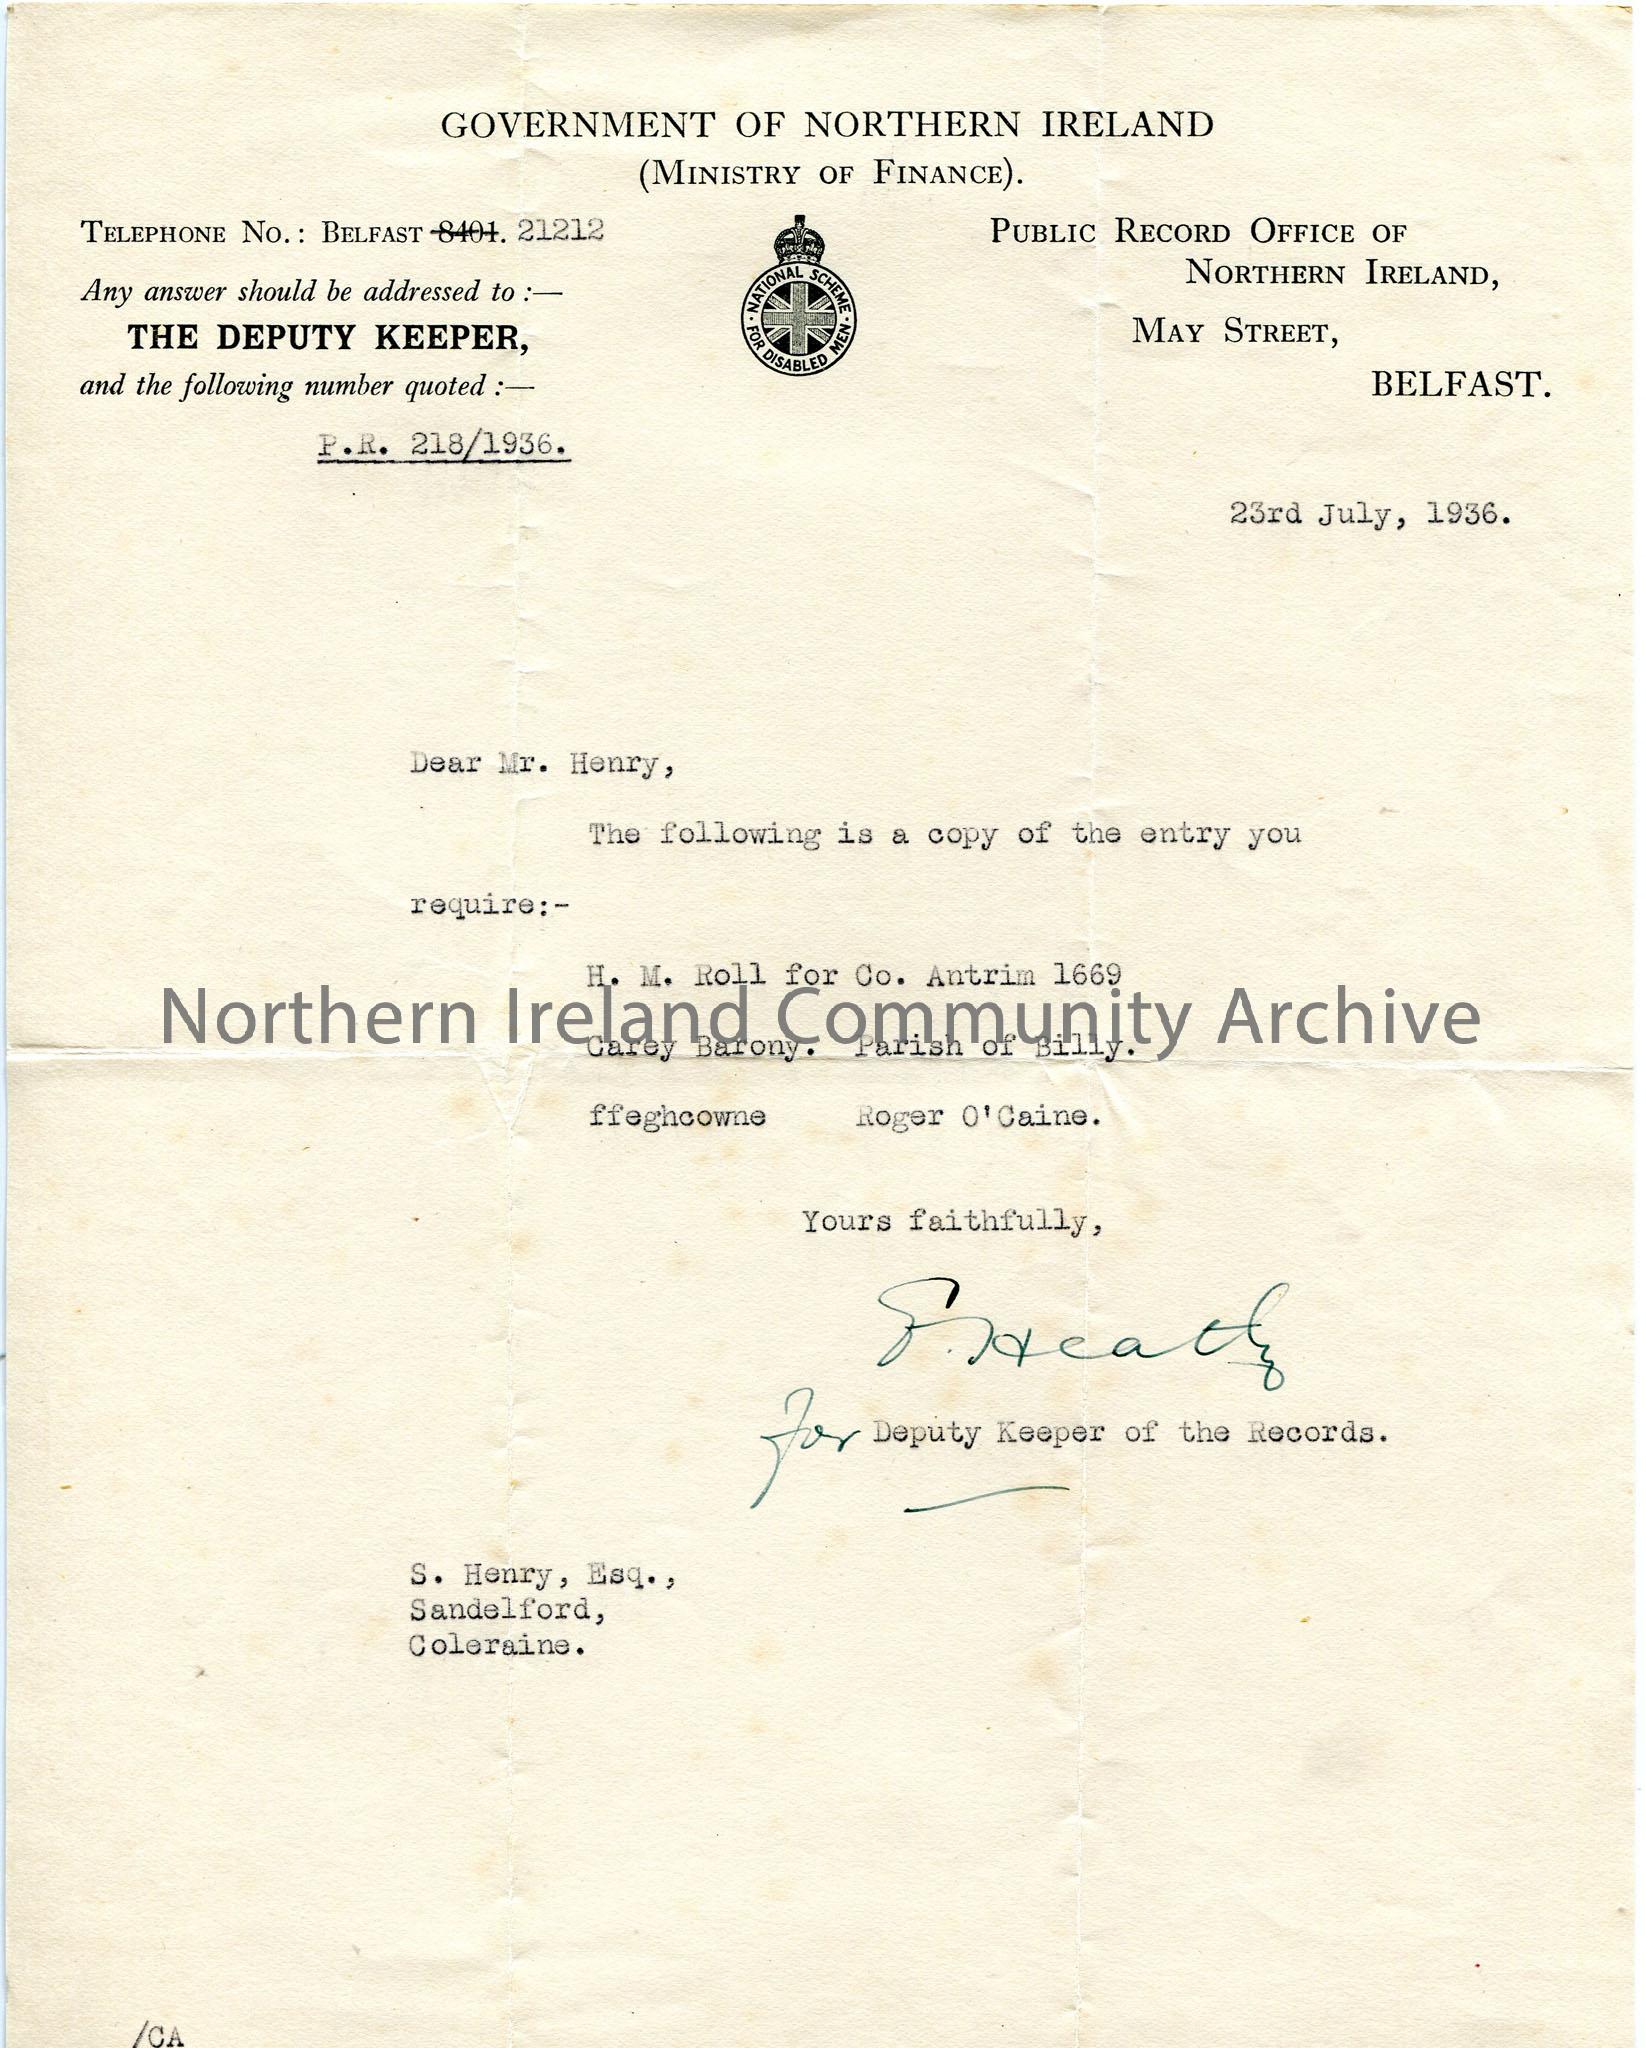 GOVERNMENT OF NORTHERN IRELAND
(MINISTRY OF FINANCE).
TELEPHONE NO.: BELFAST 8401. 21212
Any answer should be addressed to :—
THE DEPUTY KEEPER,
and the following number quoted :—
P.R. 218/1936.
NATIONAL SCHEME
FOR DISABLED MEN
PUBLIC RECORD OFFICE OF
NORTHERN IRELAND,
MAY STREET,
BELFAST.
23rd July, 1936.
Dear Mr. Henry,
The following is a copy of the entry you
require:-
H. M. Roll for Co. Antrim 1669
Northern Ireland Community Archive
Carey Barony. Parish of Billy.
ffeghcowne Roger O'Caine.
Yours faithfully,
Heatly
for Deputy Keeper of the Records.
S. Henry, Esq.,
Sandelford,
Coleraine.
/CA